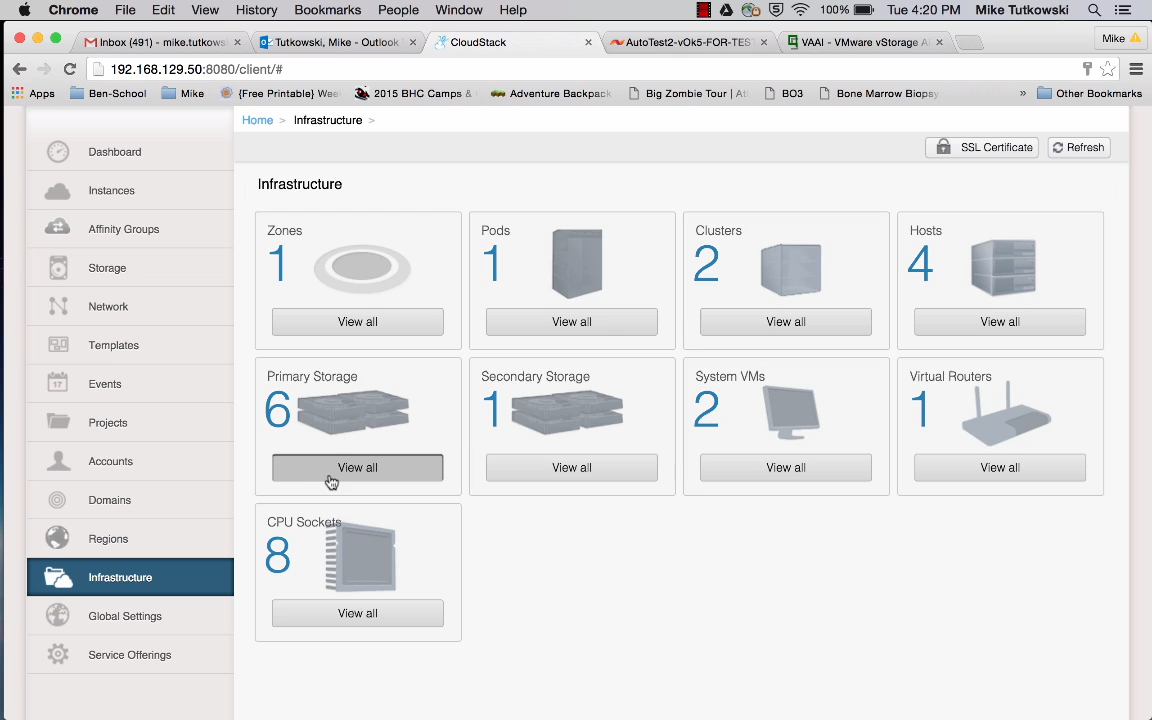 Chrome File Edit View History Bookmarks People Window Help 5 100% Tue 4:20 PM Mike Tutkowski
Inbox (491) - mike.tutkows × Tutkowski, Mike - Outlook × CloudStack × AutoTest2-vOk5-FOR-TES × VAAI - VMware vStorage A × Mike
192.168.129.50:8080/client/#
Apps Ben-School Mike {Free Printable} Wee 2015 BHC Camps & Adventure Backpack Big Zombie Tour | At BO3 Bone Marrow Biopsy » Other Bookmarks
Home > Infrastructure >
SSL Certificate Refresh
Dashboard
Instances
Affinity Groups
Storage
Network
Templates
17 Events
Projects
Accounts
Domains
Regions
Infrastructure
Global Settings
Service Offerings
Infrastructure
Zones
1
View all
Pods
1
View all
Clusters
2
View all
Hosts
4
View all
Primary Storage
6
View all
Secondary Storage
1
View all
System VMs
2
View all
Virtual Routers
1
View all
CPU Sockets
8
View all